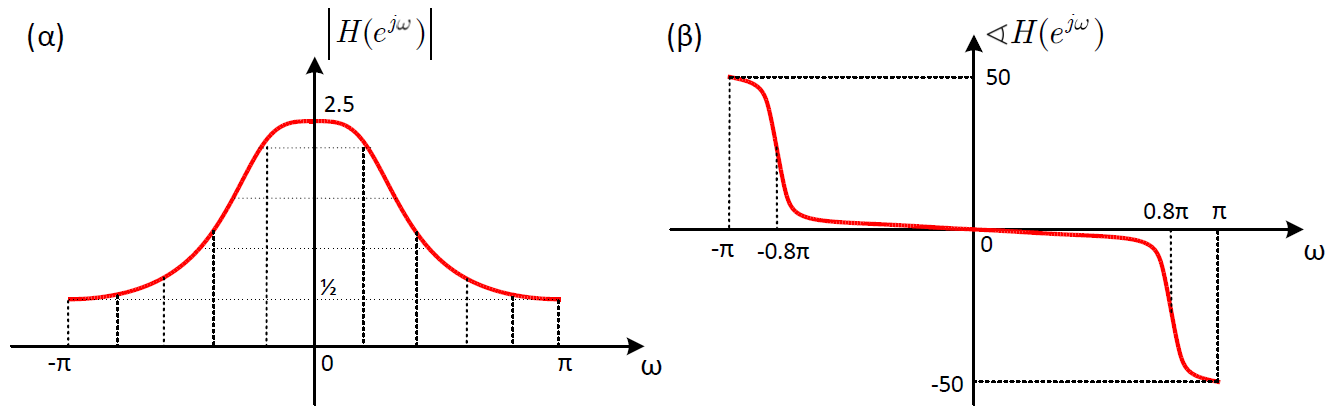 (α)
|H(e^{jω})|
2.5
½
-π
0
π
ω
(β)
∢H(e^{jω})
50
0.8π
π
-π
-0.8π
0
ω
-50